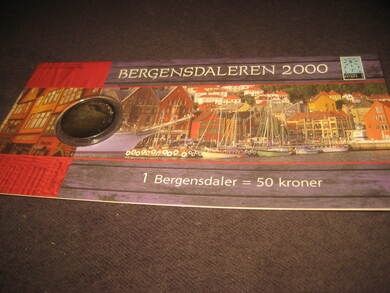 BERGENSDALEREN 2000
1 Bergensdaler = 50 kroner